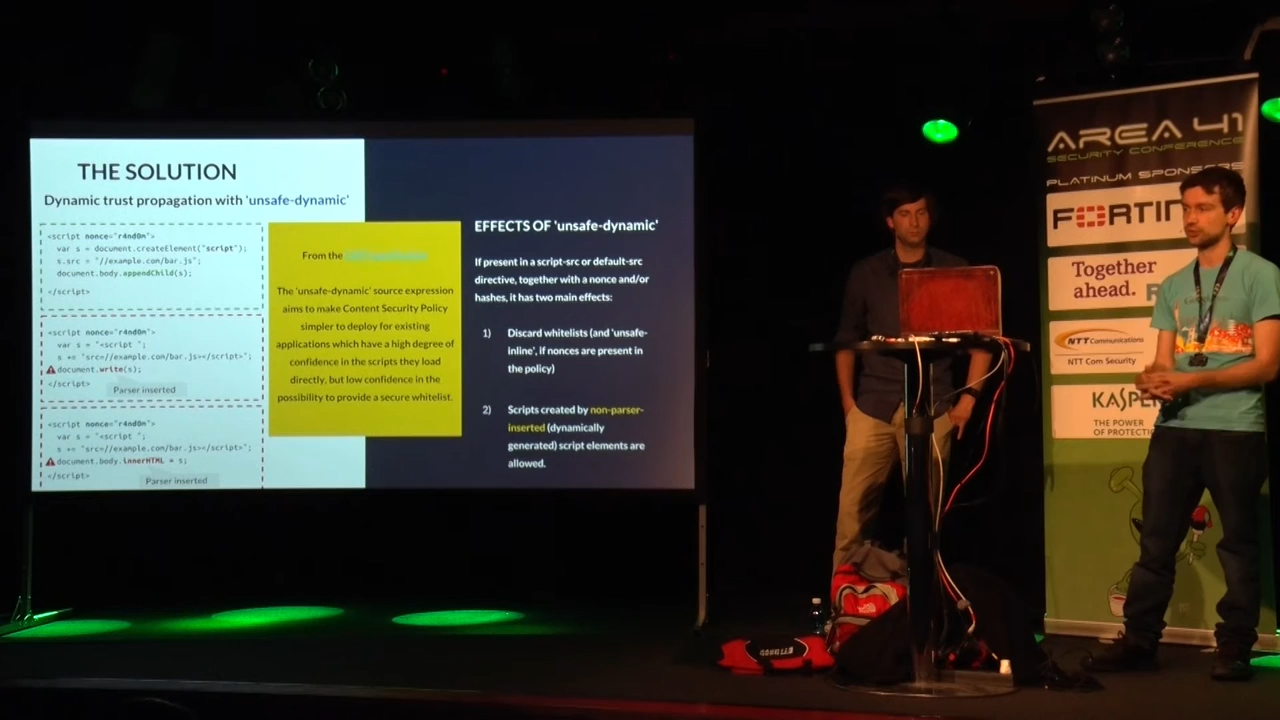 THE SOLUTION
Dynamic trust propagation with 'unsafe-dynamic'
<script nonce="r4nd0m">
var s = document.createElement("script");
s.src = "//example.com/bar.js";
document.body.appendChild(s);
</script>
<script nonce="r4nd0m">
var s = "<script ";
s += "src=//example.com/bar.js></script>";
document.write(s);
</script>
Parser inserted
<script nonce="r4nd0m">
var s = "<script ";
s += "src=//example.com/bar.js></script>";
document.body.innerHTML = s;
</script>
Parser inserted
From the
The 'unsafe-dynamic' source expression
aims to make Content Security Policy
simpler to deploy for existing
applications which have a high degree of
confidence in the scripts they load
directly, but low confidence in the
possibility to provide a secure whitelist.
EFFECTS OF 'unsafe-dynamic'
If present in a script-src or default-src
directive, together with a nonce and/or
hashes, it has two main effects:
1) Discard whitelists (and 'unsafe-
inline', if nonces are present in
the policy)
2) Scripts created by non-parser-
inserted (dynamically
generated) script elements are
allowed.
AREA 41
SECURITY CONFERENCE
PLATINUM SPONSORS
FORTIN
Together
ahead. R
NTT Communications
NTT Com Security
KASPER
THE POWER
OF PROTECTIO